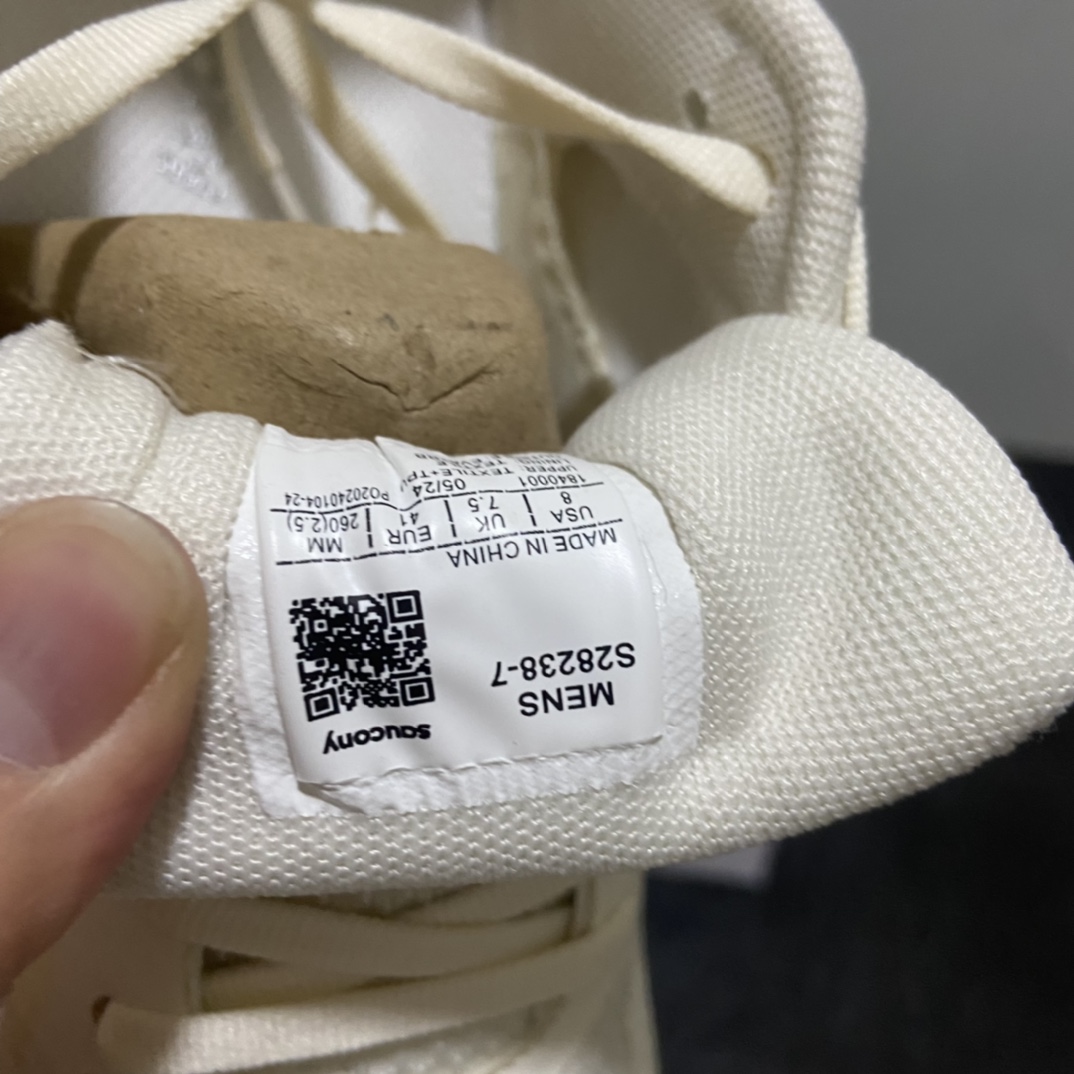 saucony
MENS
S28238-7
MADE IN CHINA
USA | UK | EUR | MM
8 | 7.5 | 41 | 260(2.5)
1840001 05/24 PO20240104-24
UPPER TEXTILE+TPU